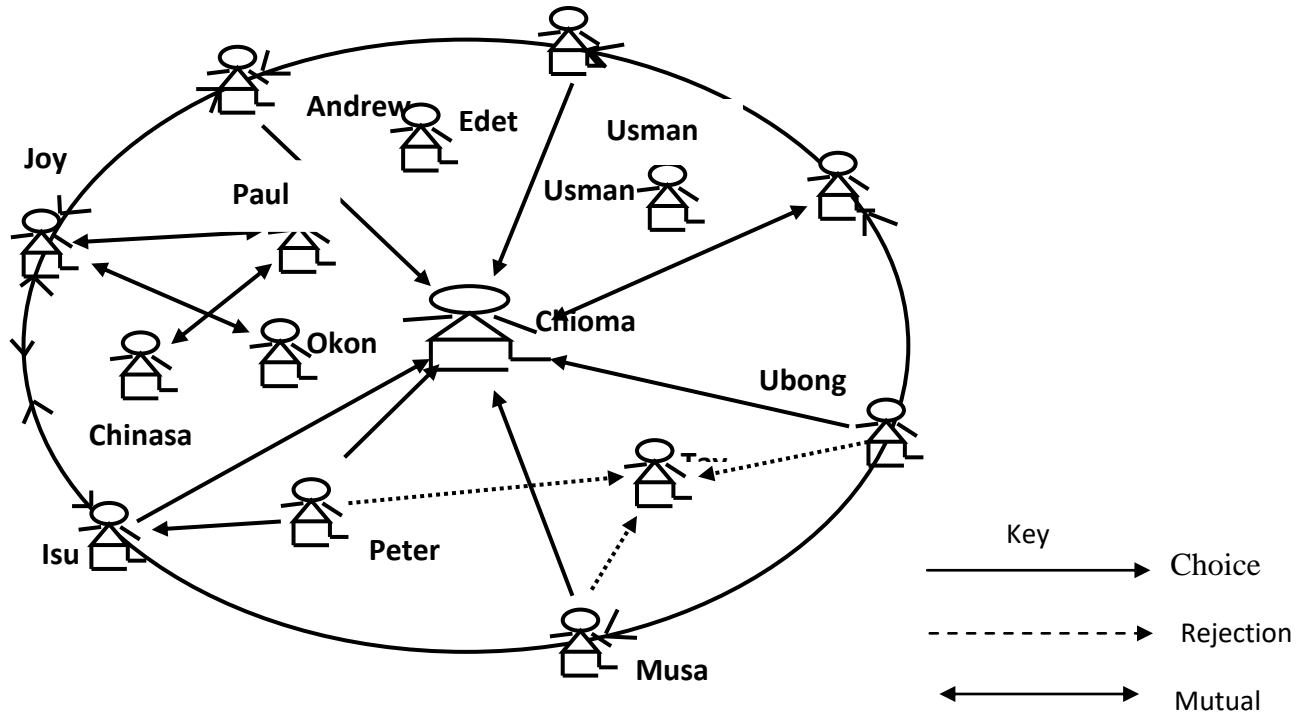 Andrew
Edet
Usman
Joy
Paul
Usman
Chioma
Okon
Ubong
Chinasa
Isu
Peter
Musa
Key
Choice
Rejection
Mutual